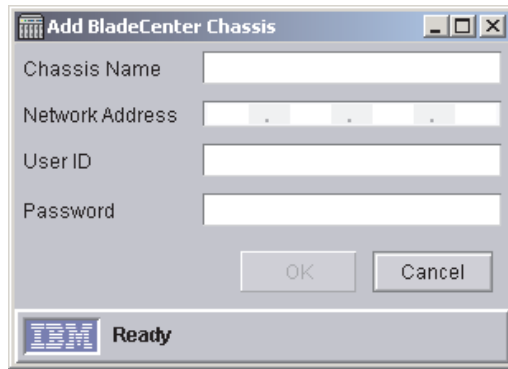 Add BladeCenter Chassis
Chassis Name
Network Address . . .
User ID
Password
OK Cancel
IBM Ready